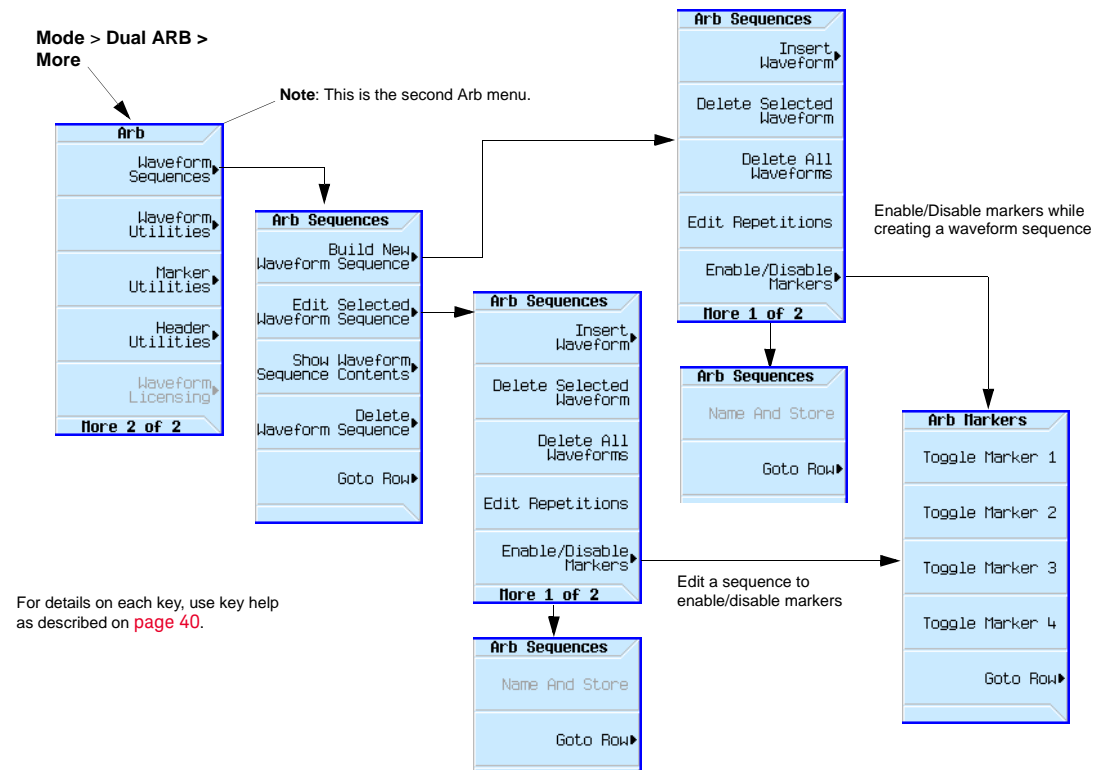 Mode > Dual ARB >
More
Note: This is the second Arb menu.
Arb
Waveform
Sequences
Waveform
Utilities
Marker
Utilities
Header
Utilities
Waveform
Licensing
More 2 of 2
Arb Sequences
Build New
Waveform Sequence
Edit Selected
Waveform Sequence
Show Waveform
Sequence Contents
Delete
Waveform Sequence
Goto Row
Arb Sequences
Insert
Waveform
Delete Selected
Waveform
Delete All
Waveforms
Edit Repetitions
Enable/Disable
Markers
More 1 of 2
Arb Sequences
Name And Store
Goto Row
Arb Sequences
Insert
Waveform
Delete Selected
Waveform
Delete All
Waveforms
Edit Repetitions
Enable/Disable
Markers
More 1 of 2
Arb Sequences
Name And Store
Goto Row
Enable/Disable markers while
creating a waveform sequence
Edit a sequence to
enable/disable markers
Arb Markers
Toggle Marker 1
Toggle Marker 2
Toggle Marker 3
Toggle Marker 4
Goto Row
For details on each key, use key help
as described on page 40.